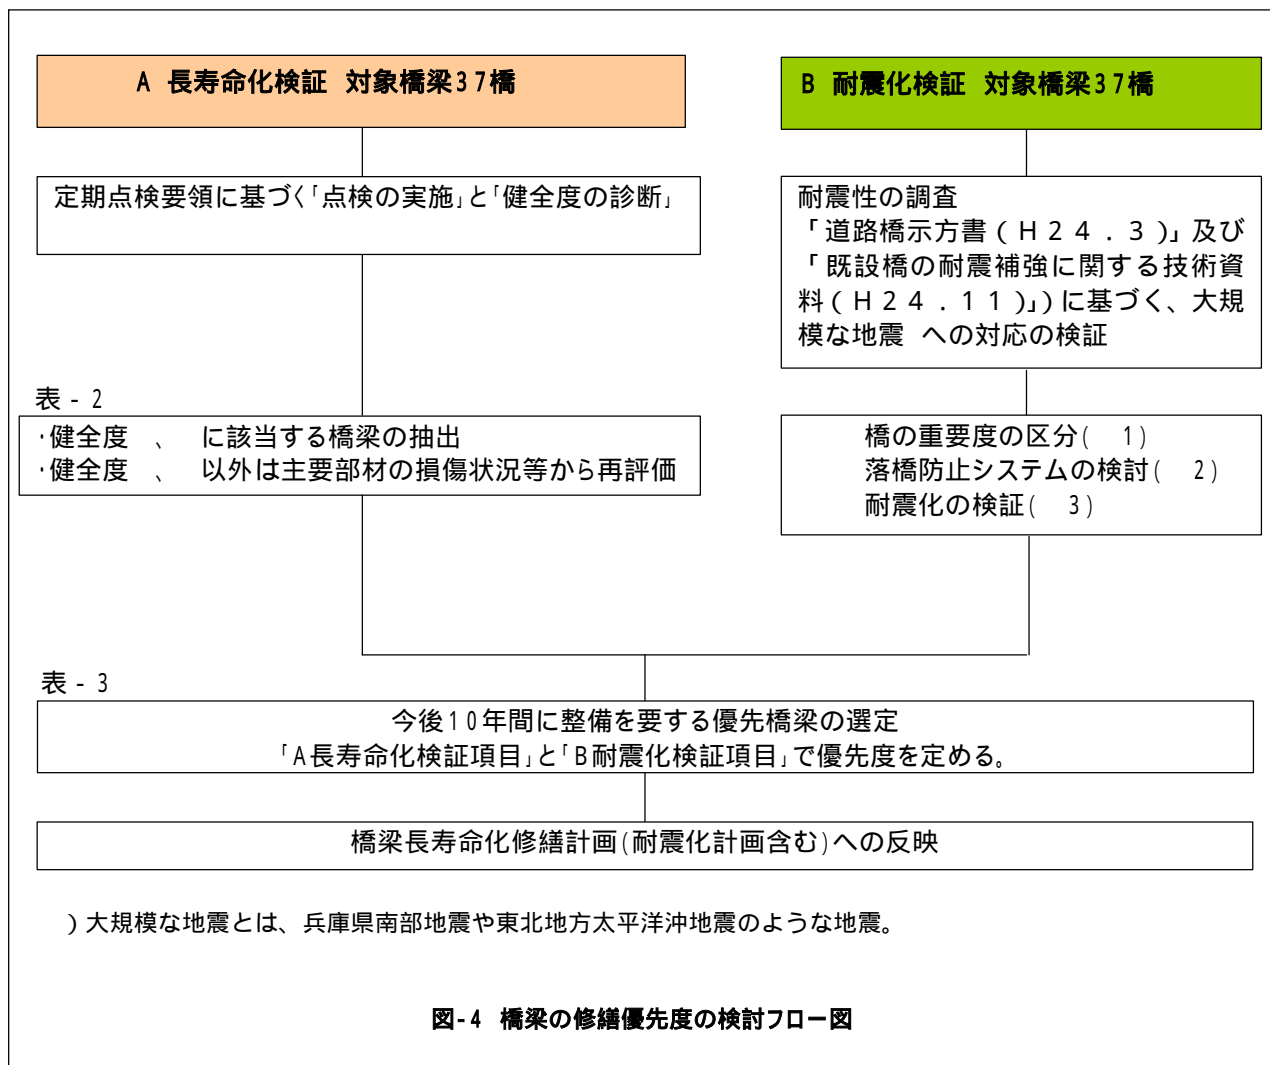 A 長寿命化検証 対象橋梁37橋
定期点検要領に基づく「点検の実施」と「健全度の診断」
表-2
・健全度 、 に該当する橋梁の抽出
・健全度 、 以外は主要部材の損傷状況等から再評価
B 耐震化検証 対象橋梁37橋
耐震性の調査
「道路橋示方書(H24.3)」及び
「既設橋の耐震補強に関する技術資
料(H24.11)」)に基づく、大規
模な地震 への対応の検証
橋の重要度の区分( 1)
落橋防止システムの検討( 2)
耐震化の検証( 3)
表-3
今後10年間に整備を要する優先橋梁の選定
「A長寿命化検証項目」と「B耐震化検証項目」で優先度を定める。
橋梁長寿命化修繕計画(耐震化計画含む)への反映
)大規模な地震とは、兵庫県南部地震や東北地方太平洋沖地震のような地震。
図-4 橋梁の修繕優先度の検討フロー図